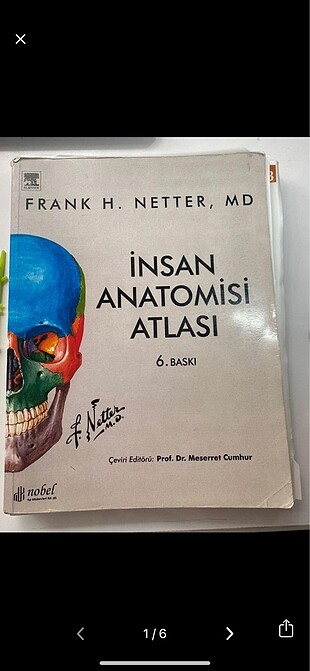 ELSEVIER
FRANK H. NETTER, MD
İNSAN
ANATOMİSİ
ATLASI
6. BASKI
F. Netter
M.D.
Çeviri Editörü: Prof. Dr. Meserret Cumhur
nobel
1/6